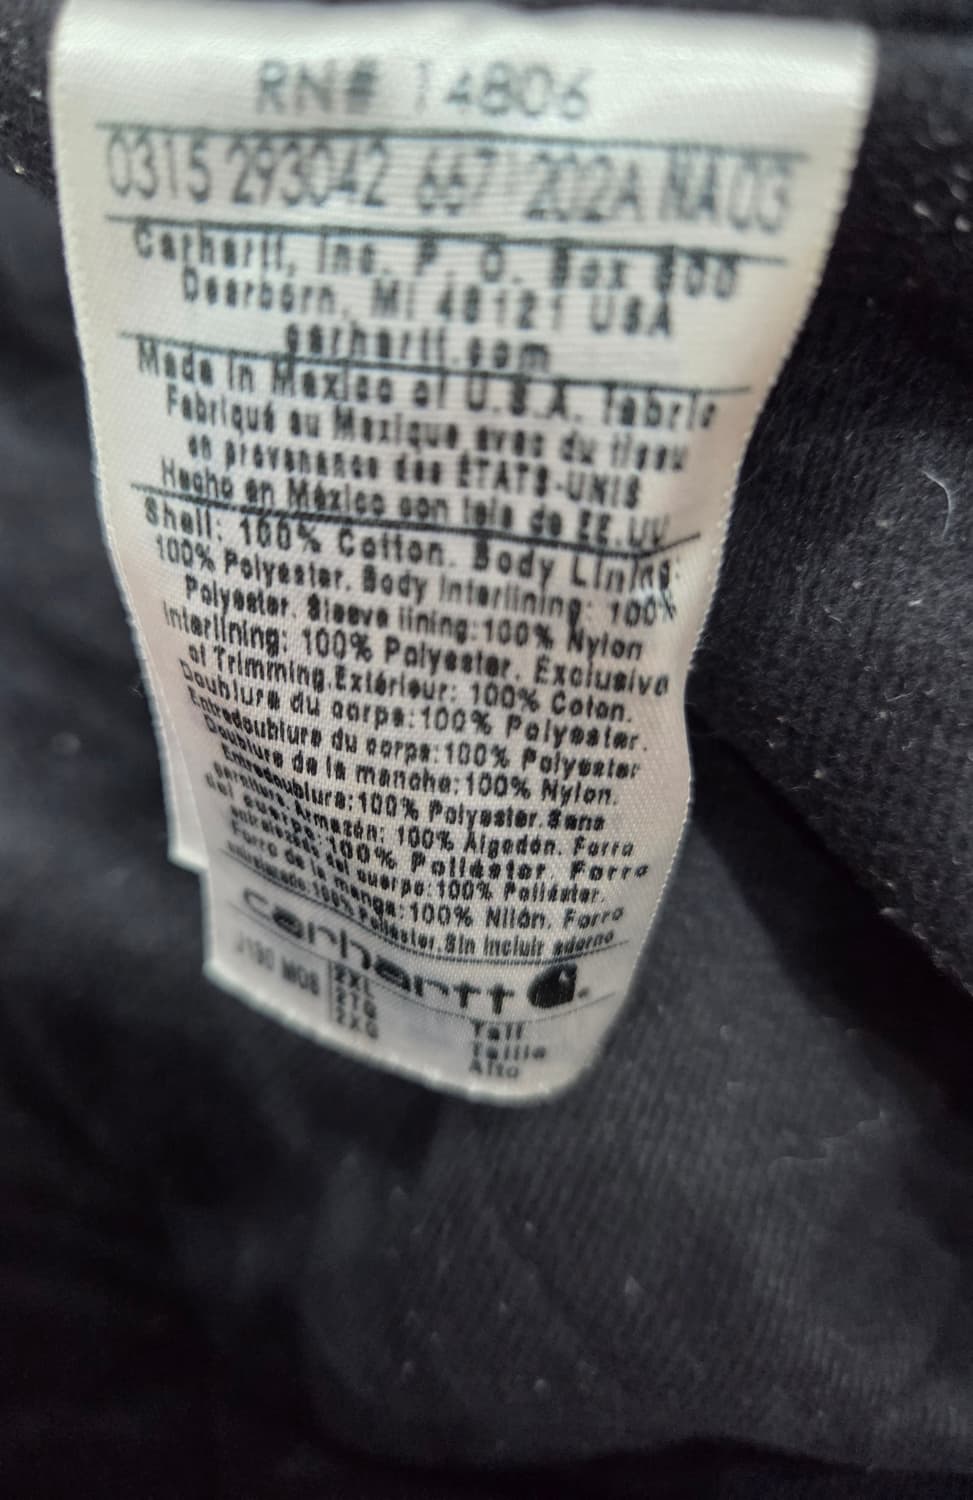 RN# 14806
0315 293042 667 202A MA03
Carhartt, Inc. P. O. Box 600
Dearborn, MI 48121 USA
carhartt.com
Made in Mexico of U.S.A. fabric
Fabriqué au Mexique avec du tissu
en provenance des ÉTATS-UNIS
Hecho en México con tela de EE.UU
Shell: 100% Cotton. Body Lining:
100% Polyester. Body Interlining: 100%
Polyester. Sleeve lining:100% Nylon
Interlining: 100% Polyester. Exclusive
of Trimming.Extérieur: 100% Coton.
Doublure du corps:100% Polyester.
Entredoublure du corps:100% Polyester
Doublure de la manche:100% Nylon.
Entredoublure:100% Polyester.Sans
garniture.Armazón: 100% Algodón. Forro
del cuerpo:100% Poliéster. Forro
entrelazado del cuerpo:100% Poliéster.
Forro de la manga:100% Nilón. Forro
entrelazado:100% Poliéster.Sin incluir adorno
carhartt
MOS 2XL Tall
2TG Taille
2XG Alto